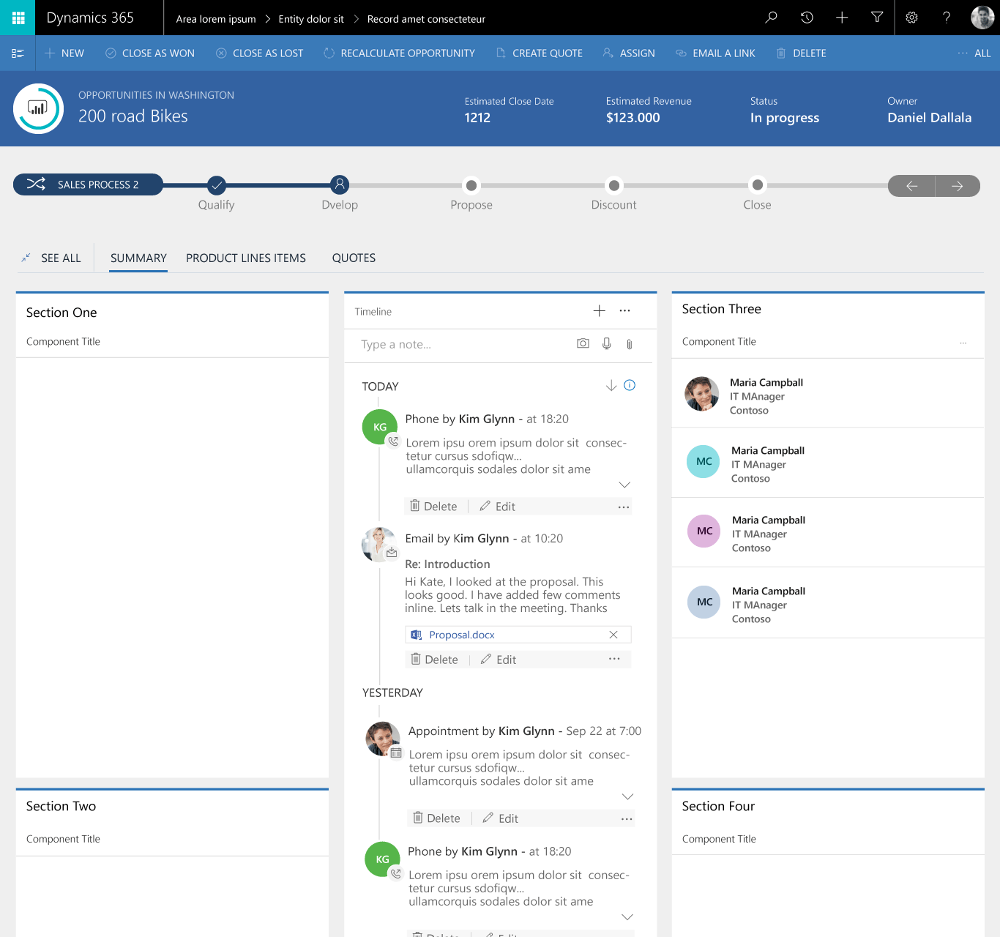 Dynamics 365
Area lorem ipsum > Entity dolor sit > Record amet consecteteur
NEW
CLOSE AS WON
CLOSE AS LOST
RECALCULATE OPPORTUNITY
CREATE QUOTE
ASSIGN
EMAIL A LINK
DELETE
... ALL
OPPORTUNITIES IN WASHINGTON
200 road Bikes
Estimated Close Date
1212
Estimated Revenue
$123.000
Status
In progress
Owner
Daniel Dallala
SALES PROCESS 2
Qualify
Dvelop
Propose
Discount
Close
SEE ALL
SUMMARY
PRODUCT LINES ITEMS
QUOTES
Section One
Component Title
Timeline
Type a note...
TODAY
KG
Phone by Kim Glynn - at 18:20
Lorem ipsu orem ipsum dolor sit  consec-
tetur cursus sdofiqw...
ullamcorquis sodales dolor sit ame
Delete
Edit
Email by Kim Glynn - at 10:20
Re: Introduction
Hi Kate, I looked at the proposal. This
looks good. I have added few comments
inline. Lets talk in the meeting. Thanks
Proposal.docx
Delete
Edit
YESTERDAY
Appointment by Kim Glynn - Sep 22 at 7:00
Lorem ipsu orem ipsum dolor sit  consec-
tetur cursus sdofiqw...
ullamcorquis sodales dolor sit ame
Delete
Edit
KG
Phone by Kim Glynn - at 18:20
Lorem ipsu orem ipsum dolor sit  consec-
tetur cursus sdofiqw...
ullamcorquis sodales dolor sit ame
Delete
Edit
Section Three
Component Title
...
Maria Campball
IT MAnager
Contoso
MC
Maria Campball
IT MAnager
Contoso
MC
Maria Campball
IT MAnager
Contoso
MC
Maria Campball
IT MAnager
Contoso
Section Two
Component Title
Section Four
Component Title